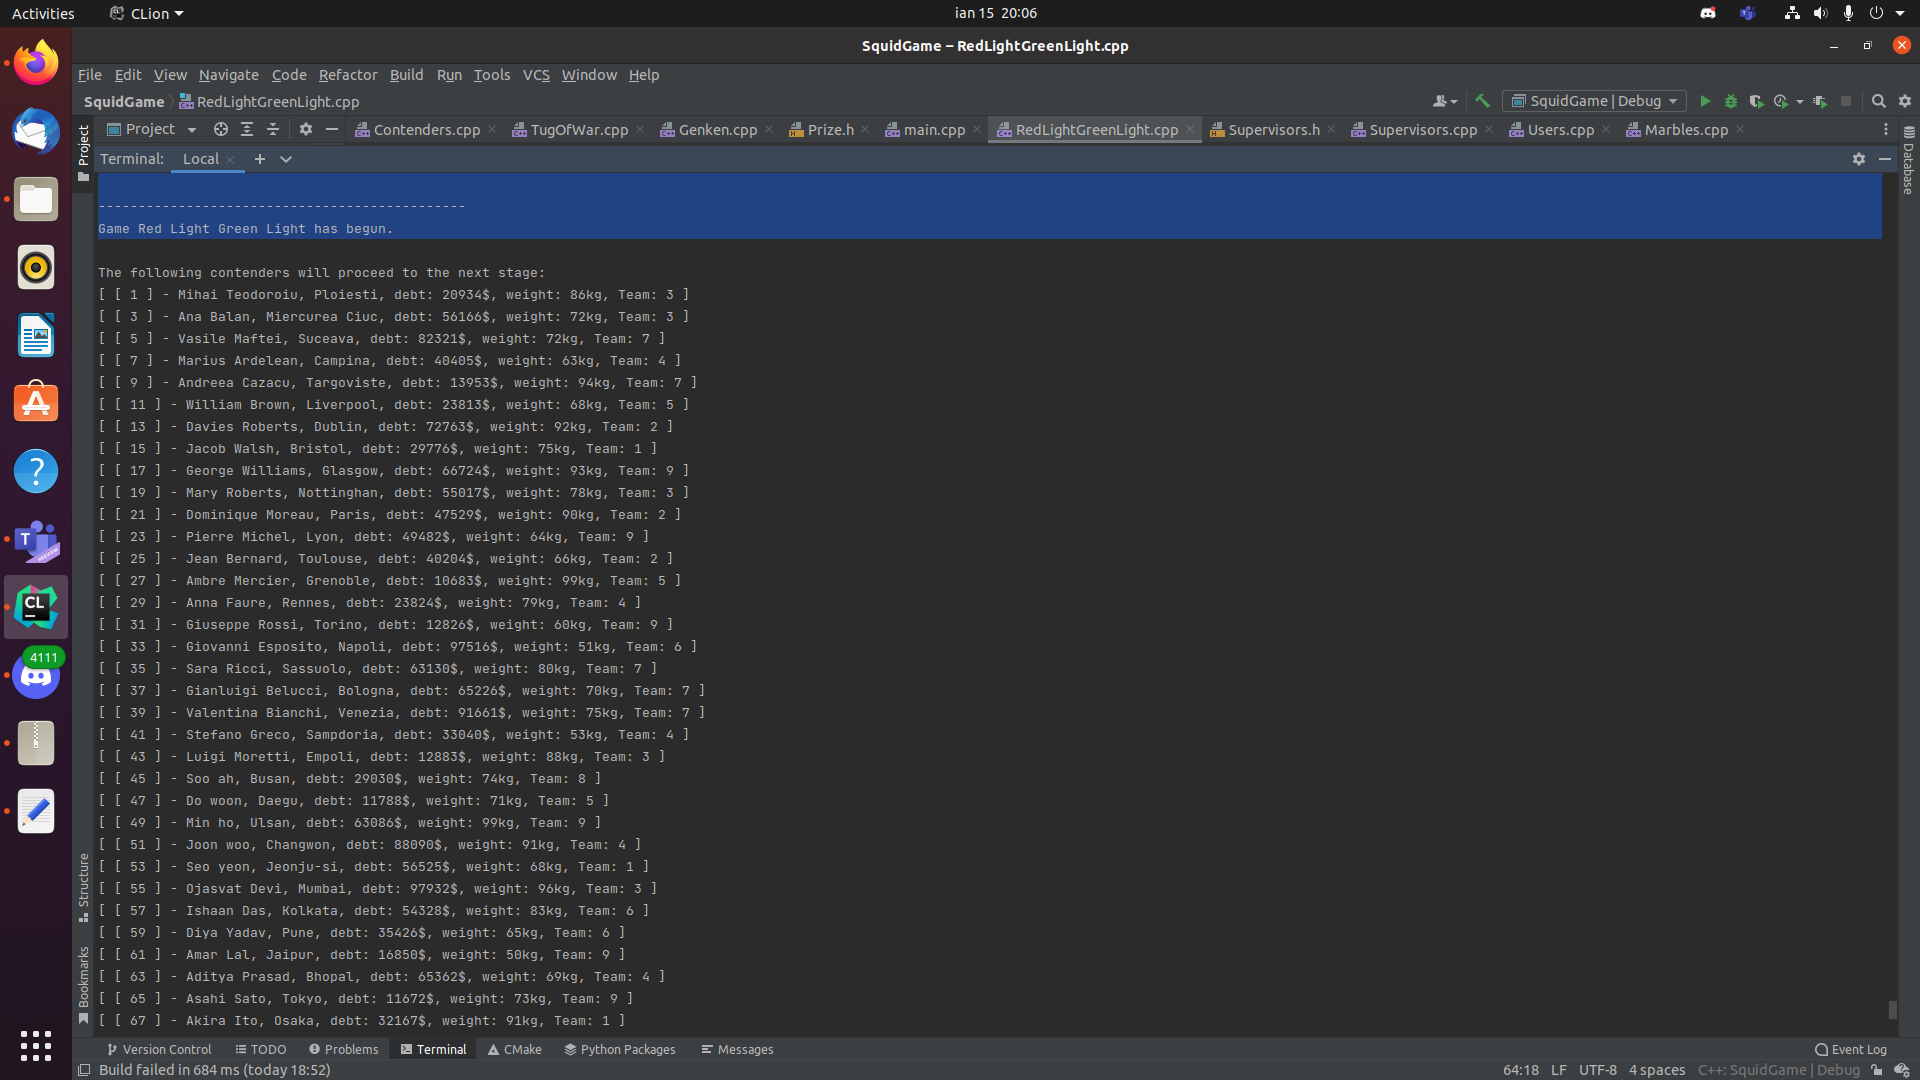 Activities CLion ian 15 20:06
SquidGame – RedLightGreenLight.cpp
File Edit View Navigate Code Refactor Build Run Tools VCS Window Help
SquidGame RedLightGreenLight.cpp SquidGame | Debug
Project Contenders.cpp TugOfWar.cpp Genken.cpp Prize.h main.cpp RedLightGreenLight.cpp Supervisors.h Supervisors.cpp Users.cpp Marbles.cpp
Terminal: Local
Project
Database
----------------------------------------------
Game Red Light Green Light has begun.
The following contenders will proceed to the next stage:
[ [ 1 ] - Mihai Teodoroiu, Ploiesti, debt: 20934$, weight: 86kg, Team: 3 ]
[ [ 3 ] - Ana Balan, Miercurea Ciuc, debt: 56166$, weight: 72kg, Team: 3 ]
[ [ 5 ] - Vasile Maftei, Suceava, debt: 82321$, weight: 72kg, Team: 7 ]
[ [ 7 ] - Marius Ardelean, Campina, debt: 40405$, weight: 63kg, Team: 4 ]
[ [ 9 ] - Andreea Cazacu, Targoviste, debt: 13953$, weight: 94kg, Team: 7 ]
[ [ 11 ] - William Brown, Liverpool, debt: 23813$, weight: 68kg, Team: 5 ]
[ [ 13 ] - Davies Roberts, Dublin, debt: 72763$, weight: 92kg, Team: 2 ]
[ [ 15 ] - Jacob Walsh, Bristol, debt: 29776$, weight: 75kg, Team: 1 ]
[ [ 17 ] - George Williams, Glasgow, debt: 66724$, weight: 93kg, Team: 9 ]
[ [ 19 ] - Mary Roberts, Nottinghan, debt: 55017$, weight: 78kg, Team: 3 ]
[ [ 21 ] - Dominique Moreau, Paris, debt: 47529$, weight: 90kg, Team: 2 ]
[ [ 23 ] - Pierre Michel, Lyon, debt: 49482$, weight: 64kg, Team: 9 ]
[ [ 25 ] - Jean Bernard, Toulouse, debt: 40204$, weight: 66kg, Team: 2 ]
[ [ 27 ] - Ambre Mercier, Grenoble, debt: 10683$, weight: 99kg, Team: 5 ]
[ [ 29 ] - Anna Faure, Rennes, debt: 23824$, weight: 79kg, Team: 4 ]
[ [ 31 ] - Giuseppe Rossi, Torino, debt: 12826$, weight: 60kg, Team: 9 ]
[ [ 33 ] - Giovanni Esposito, Napoli, debt: 97516$, weight: 51kg, Team: 6 ]
[ [ 35 ] - Sara Ricci, Sassuolo, debt: 63130$, weight: 80kg, Team: 7 ]
[ [ 37 ] - Gianluigi Belucci, Bologna, debt: 65226$, weight: 70kg, Team: 7 ]
[ [ 39 ] - Valentina Bianchi, Venezia, debt: 91661$, weight: 75kg, Team: 7 ]
[ [ 41 ] - Stefano Greco, Sampdoria, debt: 33040$, weight: 53kg, Team: 4 ]
[ [ 43 ] - Luigi Moretti, Empoli, debt: 12883$, weight: 88kg, Team: 3 ]
[ [ 45 ] - Soo ah, Busan, debt: 29030$, weight: 74kg, Team: 8 ]
[ [ 47 ] - Do woon, Daegu, debt: 11788$, weight: 71kg, Team: 5 ]
[ [ 49 ] - Min ho, Ulsan, debt: 63086$, weight: 99kg, Team: 9 ]
[ [ 51 ] - Joon woo, Changwon, debt: 88090$, weight: 91kg, Team: 4 ]
[ [ 53 ] - Seo yeon, Jeonju-si, debt: 56525$, weight: 68kg, Team: 1 ]
[ [ 55 ] - Ojasvat Devi, Mumbai, debt: 97932$, weight: 96kg, Team: 3 ]
[ [ 57 ] - Ishaan Das, Kolkata, debt: 54328$, weight: 83kg, Team: 6 ]
[ [ 59 ] - Diya Yadav, Pune, debt: 35426$, weight: 65kg, Team: 6 ]
[ [ 61 ] - Amar Lal, Jaipur, debt: 16850$, weight: 50kg, Team: 9 ]
[ [ 63 ] - Aditya Prasad, Bhopal, debt: 65362$, weight: 69kg, Team: 4 ]
[ [ 65 ] - Asahi Sato, Tokyo, debt: 11672$, weight: 73kg, Team: 9 ]
[ [ 67 ] - Akira Ito, Osaka, debt: 32167$, weight: 91kg, Team: 1 ]
CL
4111
Structure
Bookmarks
Version Control TODO Problems Terminal CMake Python Packages Messages Event Log
Build failed in 684 ms (today 18:52) 64:18 LF UTF-8 4 spaces C++: SquidGame | Debug